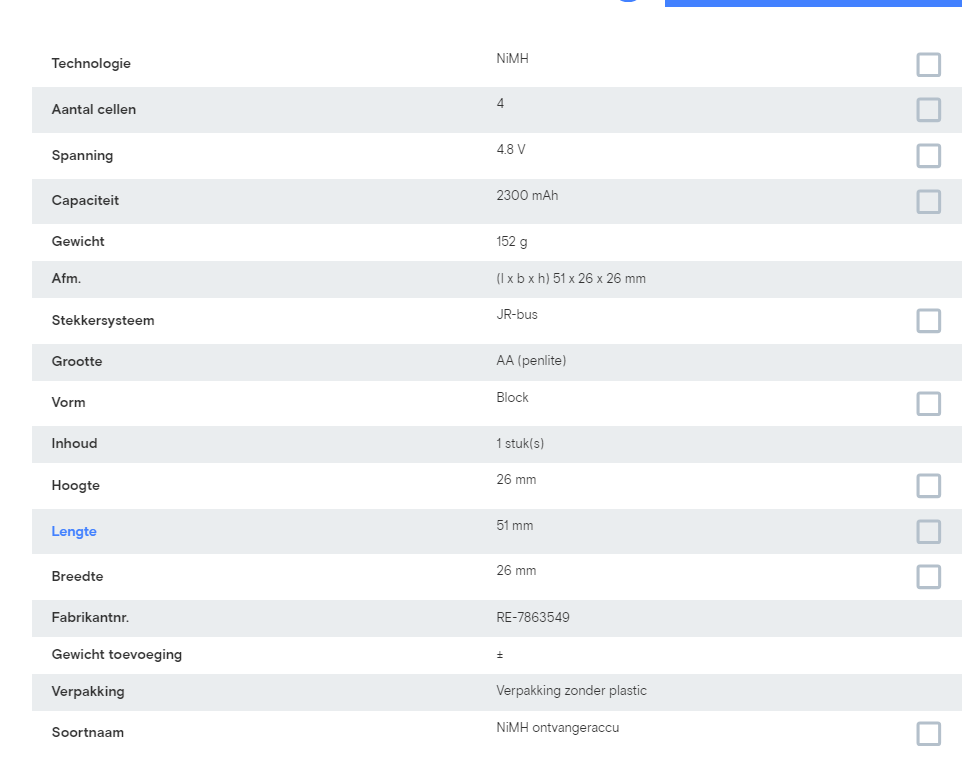 Technologie NiMH
Aantal cellen 4
Spanning 4.8 V
Capaciteit 2300 mAh
Gewicht 152 g
Afm. (l x b x h) 51 x 26 x 26 mm
Stekkersysteem JR-bus
Grootte AA (penlite)
Vorm Block
Inhoud 1 stuk(s)
Hoogte 26 mm
Lengte 51 mm
Breedte 26 mm
Fabrikantnr. RE-7863549
Gewicht toevoeging ±
Verpakking Verpakking zonder plastic
Soortnaam NiMH ontvangeraccu